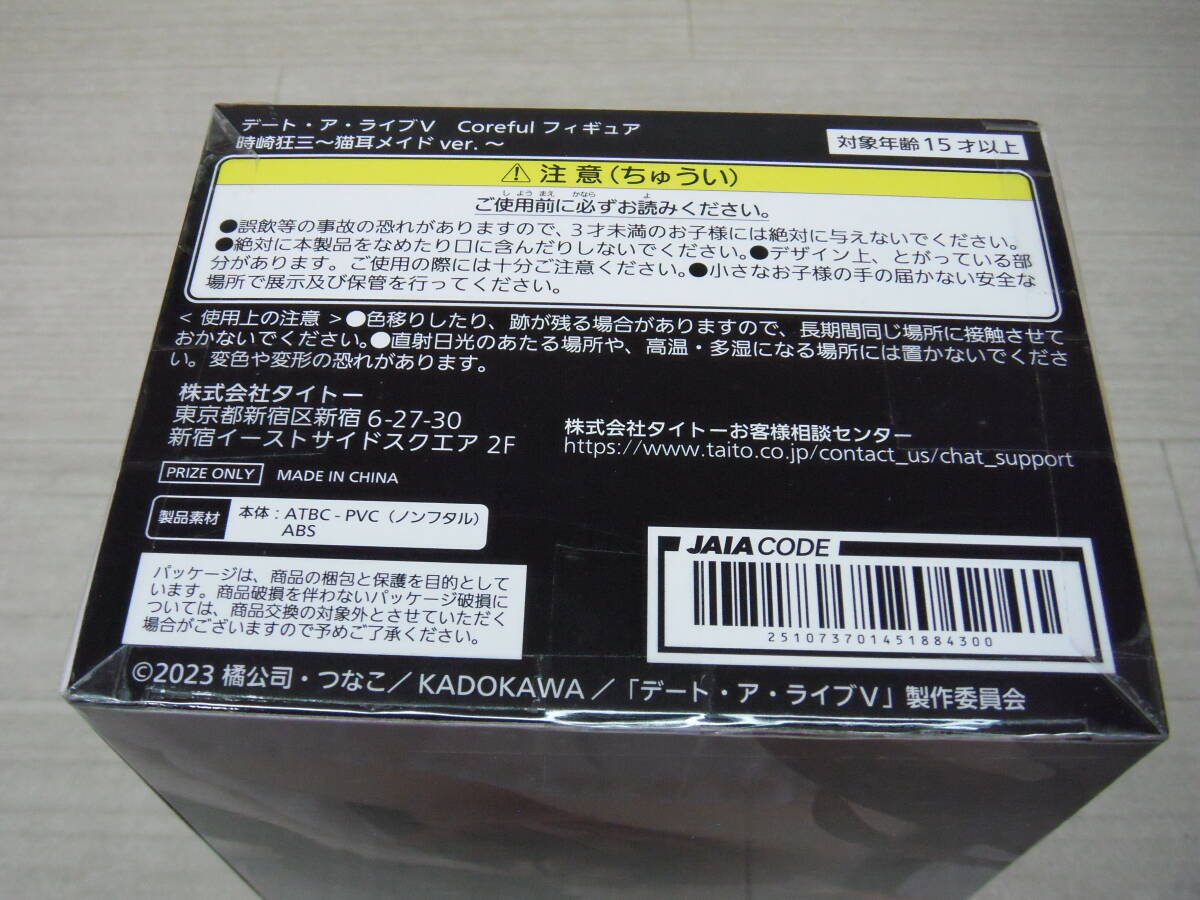 デート・ア・ライブV Coreful フィギュア
時崎狂三～猫耳メイドver.～
対象年齢15才以上
⚠注意(ちゅうい)
しようまえ かなら よ
ご使用前に必ずお読みください。
●誤飲等の事故の恐れがありますので、3才未満のお子様には絶対に与えないでください。
●絶対に本製品をなめたり口に含んだりしないでください。●デザイン上、とがっている部
分があります。ご使用の際には十分ご注意ください。●小さなお子様の手の届かない安全な
場所で展示及び保管を行ってください。
＜使用上の注意＞●色移りしたり、跡が残る場合がありますので、長期間同じ場所に接触させて
おかないでください。●直射日光のあたる場所や、高温・多湿になる場所には置かないでくださ
い。変色や変形の恐れがあります。
株式会社タイトー
東京都新宿区新宿6-27-30
新宿イーストサイドスクエア 2F
株式会社タイトーお客様相談センター
https://www.taito.co.jp/contact_us/chat_support
PRIZE ONLY MADE IN CHINA
製品素材 本体：ATBC-PVC（ノンフタル）
ABS
JAIA CODE
251073701451884300
パッケージは、商品の梱包と保護を目的として
います。商品破損を伴わないパッケージ破損に
ついては、商品交換の対象外とさせていただく
場合がございますので予めご了承ください。
©2023 橘公司・つなこ／KADOKAWA／「デート・ア・ライブV」製作委員会